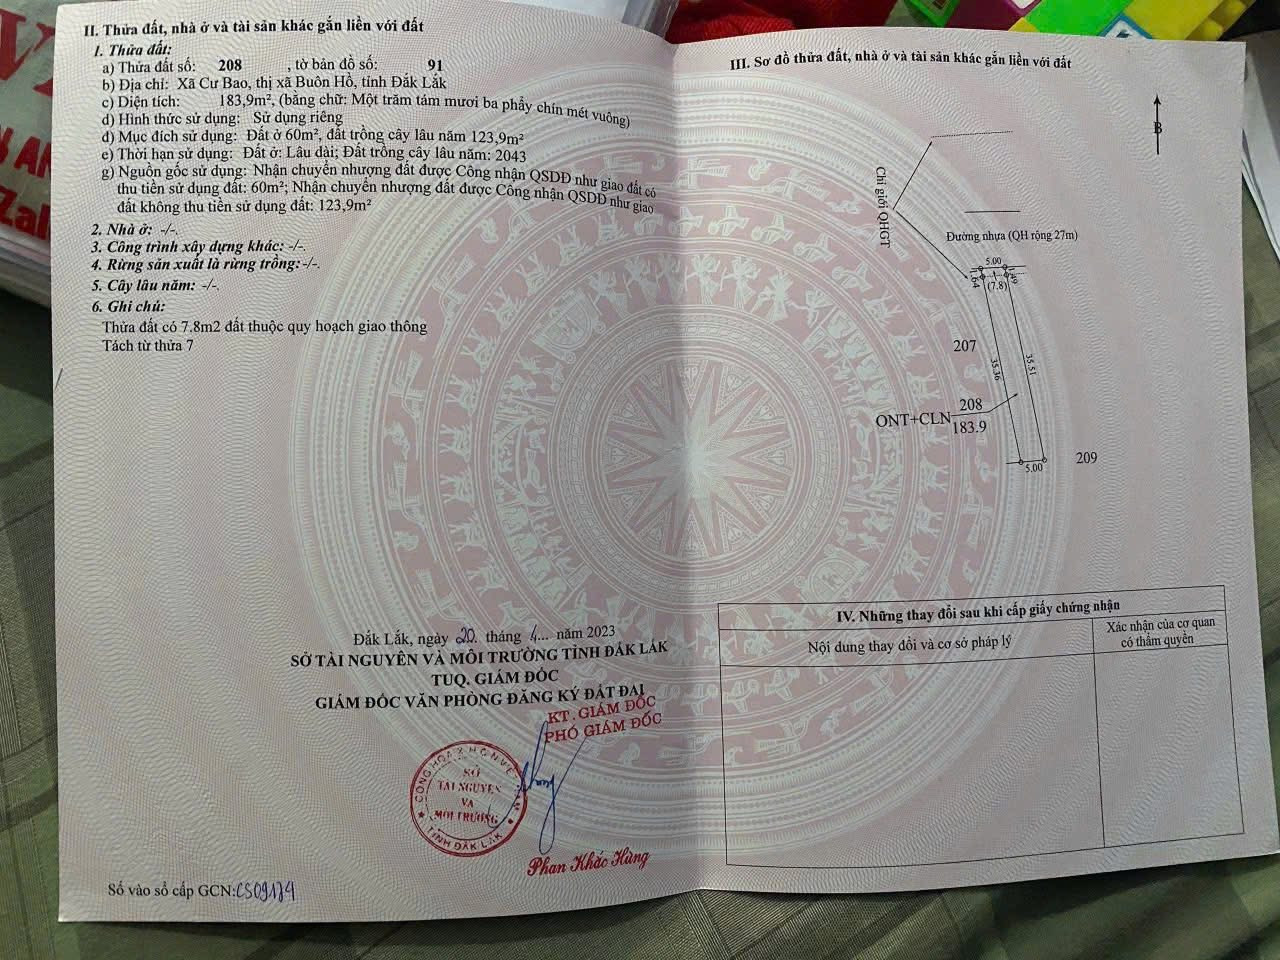 II. Thửa đất, nhà ở và tài sản khác gắn liền với đất
1. Thửa đất:
a) Thửa đất số: 208 , tờ bản đồ số: 91
b) Địa chỉ: Xã Cư Bao, thị xã Buôn Hồ, tỉnh Đắk Lắk
c) Diện tích: 183,9m², (bằng chữ: Một trăm tám mươi ba phẩy chín mét vuông)
d) Hình thức sử dụng: Sử dụng riêng
đ) Mục đích sử dụng: Đất ở 60m², đất trồng cây lâu năm 123,9m²
e) Thời hạn sử dụng: Đất ở: Lâu dài; Đất trồng cây lâu năm: 2043
g) Nguồn gốc sử dụng: Nhận chuyển nhượng đất được Công nhận QSDĐ như giao đất có
thu tiền sử dụng đất: 60m²; Nhận chuyển nhượng đất được Công nhận QSDĐ như giao
đất không thu tiền sử dụng đất: 123,9m²
2. Nhà ở: -/-.
3. Công trình xây dựng khác: -/-.
4. Rừng sản xuất là rừng trồng: -/-.
5. Cây lâu năm: -/-.
6. Ghi chú:
Thửa đất có 7.8m2 đất thuộc quy hoạch giao thông
Tách từ thửa 7
Đắk Lắk, ngày 20. tháng 4... năm 2023
SỞ TÀI NGUYÊN VÀ MÔI TRƯỜNG TỈNH ĐẮK LẮK
TUQ. GIÁM ĐỐC
GIÁM ĐỐC VĂN PHÒNG ĐĂNG KÝ ĐẤT ĐAI
KT. GIÁM ĐỐC
PHÓ GIÁM ĐỐC
SỞ
TÀI NGUYÊN
VÀ
MÔI TRƯỜNG
TỈNH ĐẮK LẮK
Phan Khắc Hùng
Số vào sổ cấp GCN:CS09174
III. Sơ đồ thửa đất, nhà ở và tài sản khác gắn liền với đất
B
Chỉ giới QHGT
Đường nhựa (QH rộng 27m)
5.00
1.64
1
(7.8)
1.49
207
35.36
35.51
ONT+CLN
208
183.9
209
5.00
IV. Những thay đổi sau khi cấp giấy chứng nhận
Nội dung thay đổi và cơ sở pháp lý
Xác nhận của cơ quan
có thẩm quyền